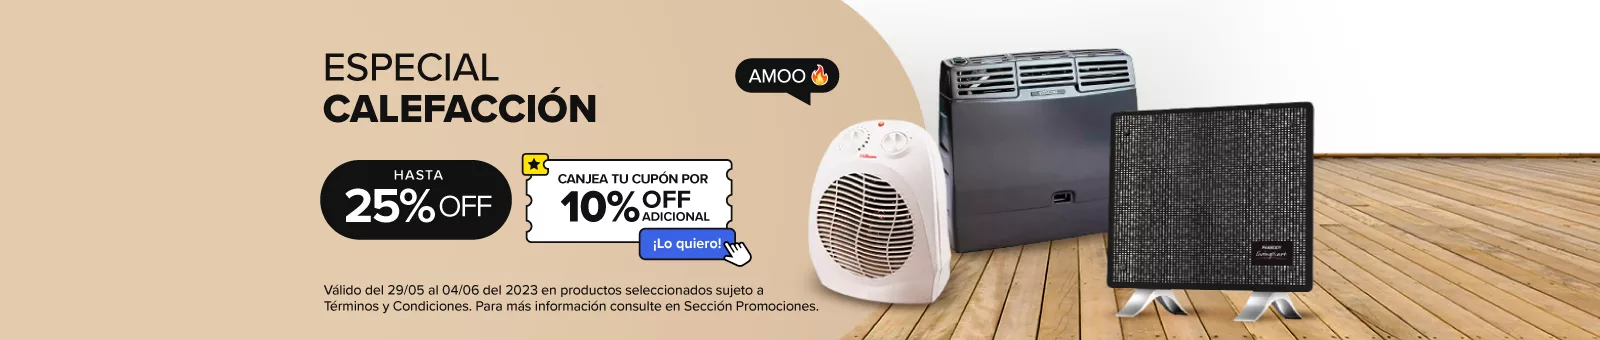 ESPECIAL
CALEFACCIÓN
HASTA
25% OFF
CANJEA TU CUPÓN POR
10% OFF
ADICIONAL
¡Lo quiero!
Válido del 29/05 al 04/06 del 2023 en productos seleccionados sujeto a
Términos y Condiciones. Para más información consulte en Sección Promociones.
AMOO🔥
PEABODY